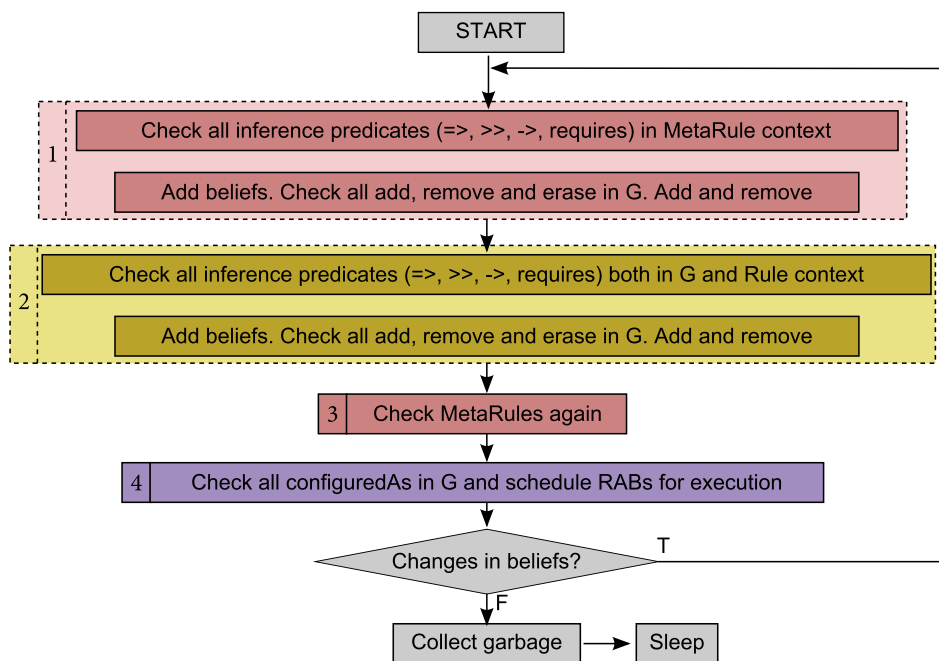 START
1
Check all inference predicates (=>, >>, ->, requires) in MetaRule context
Add beliefs. Check all add, remove and erase in G. Add and remove
2
Check all inference predicates (=>, >>, ->, requires) both in G and Rule context
Add beliefs. Check all add, remove and erase in G. Add and remove
3 Check MetaRules again
4 Check all configuredAs in G and schedule RABs for execution
Changes in beliefs?
T
F
Collect garbage
Sleep